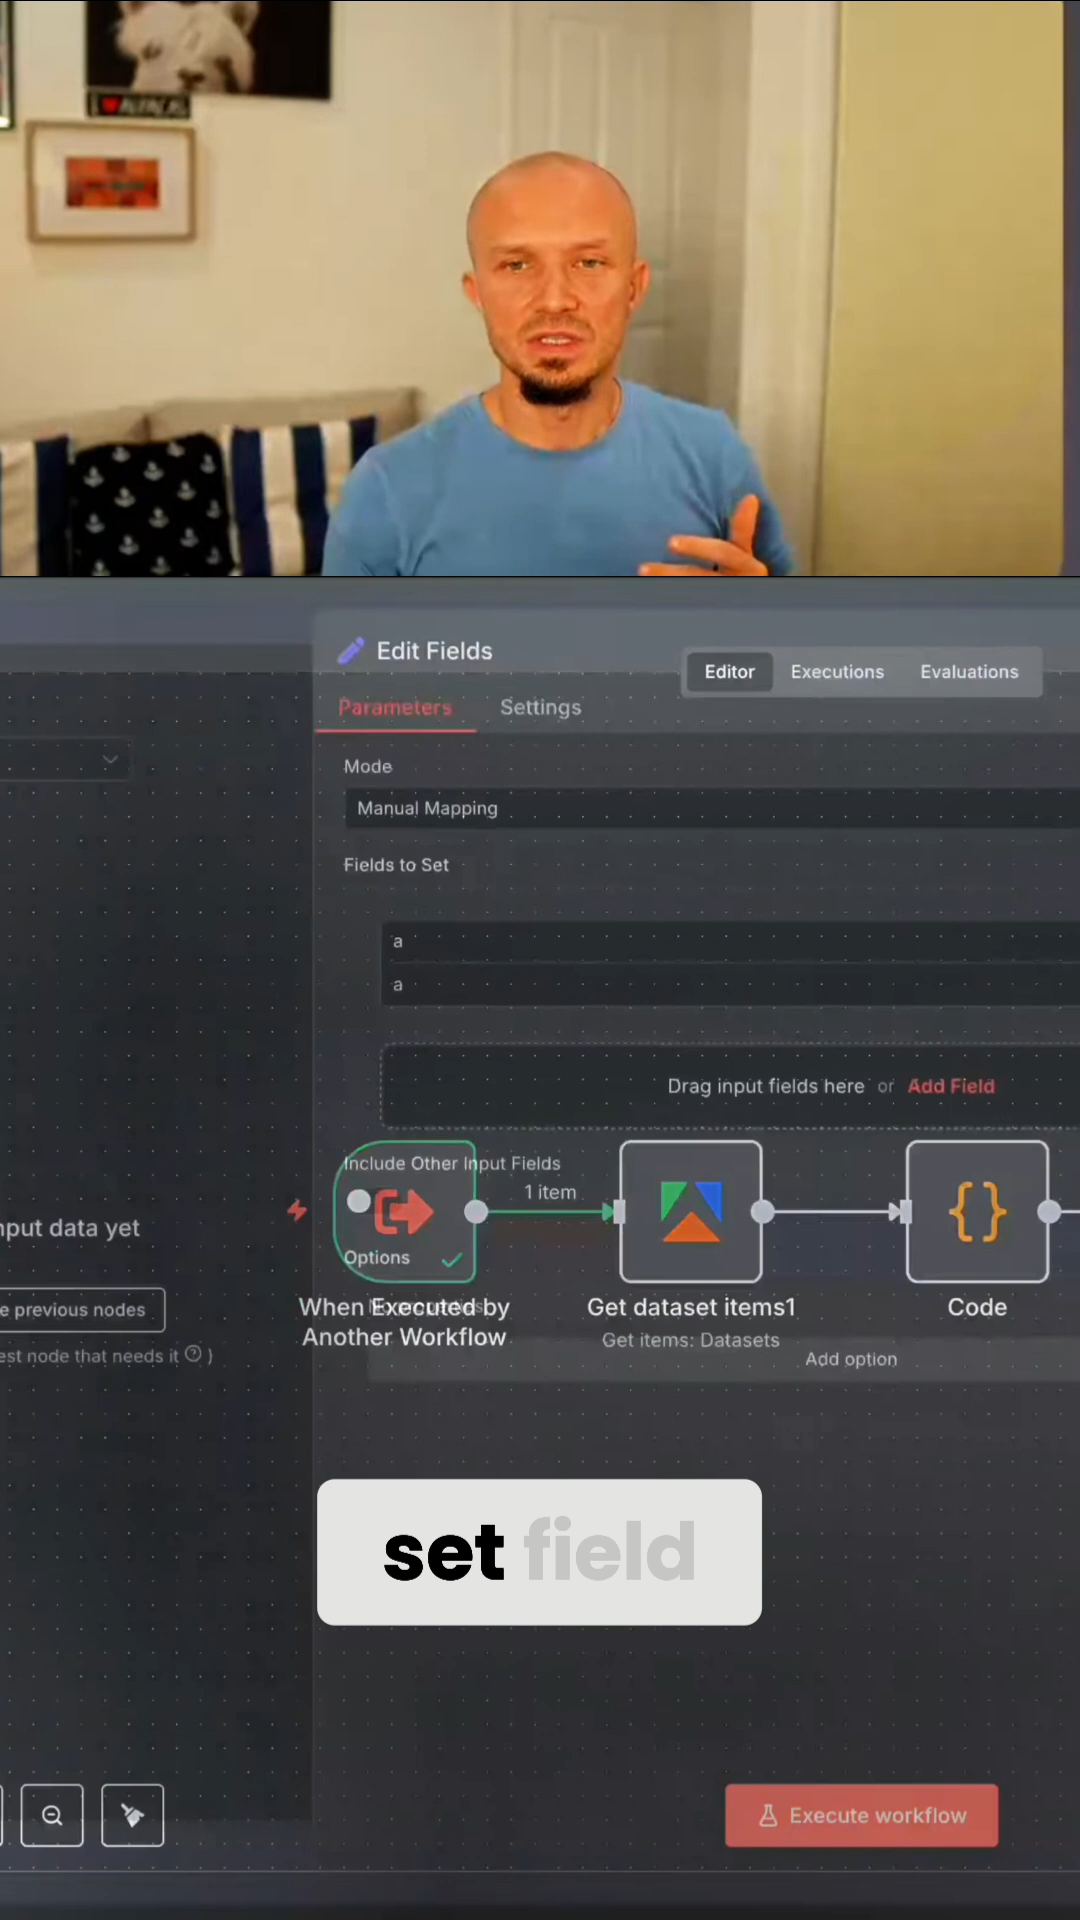 I ♥ ALPACAS
Edit Fields
Editor
Executions
Evaluations
Parameters
Settings
Mode
Manual Mapping
Fields to Set
a
a
Drag input fields here or Add Field
Include Other Input Fields
1 item
nput data yet
Options
e previous nodes
When Executed by
Another Workflow
Get dataset items1
Get items: Datasets
Code
est node that needs it ? )
Add option
set field
Execute workflow